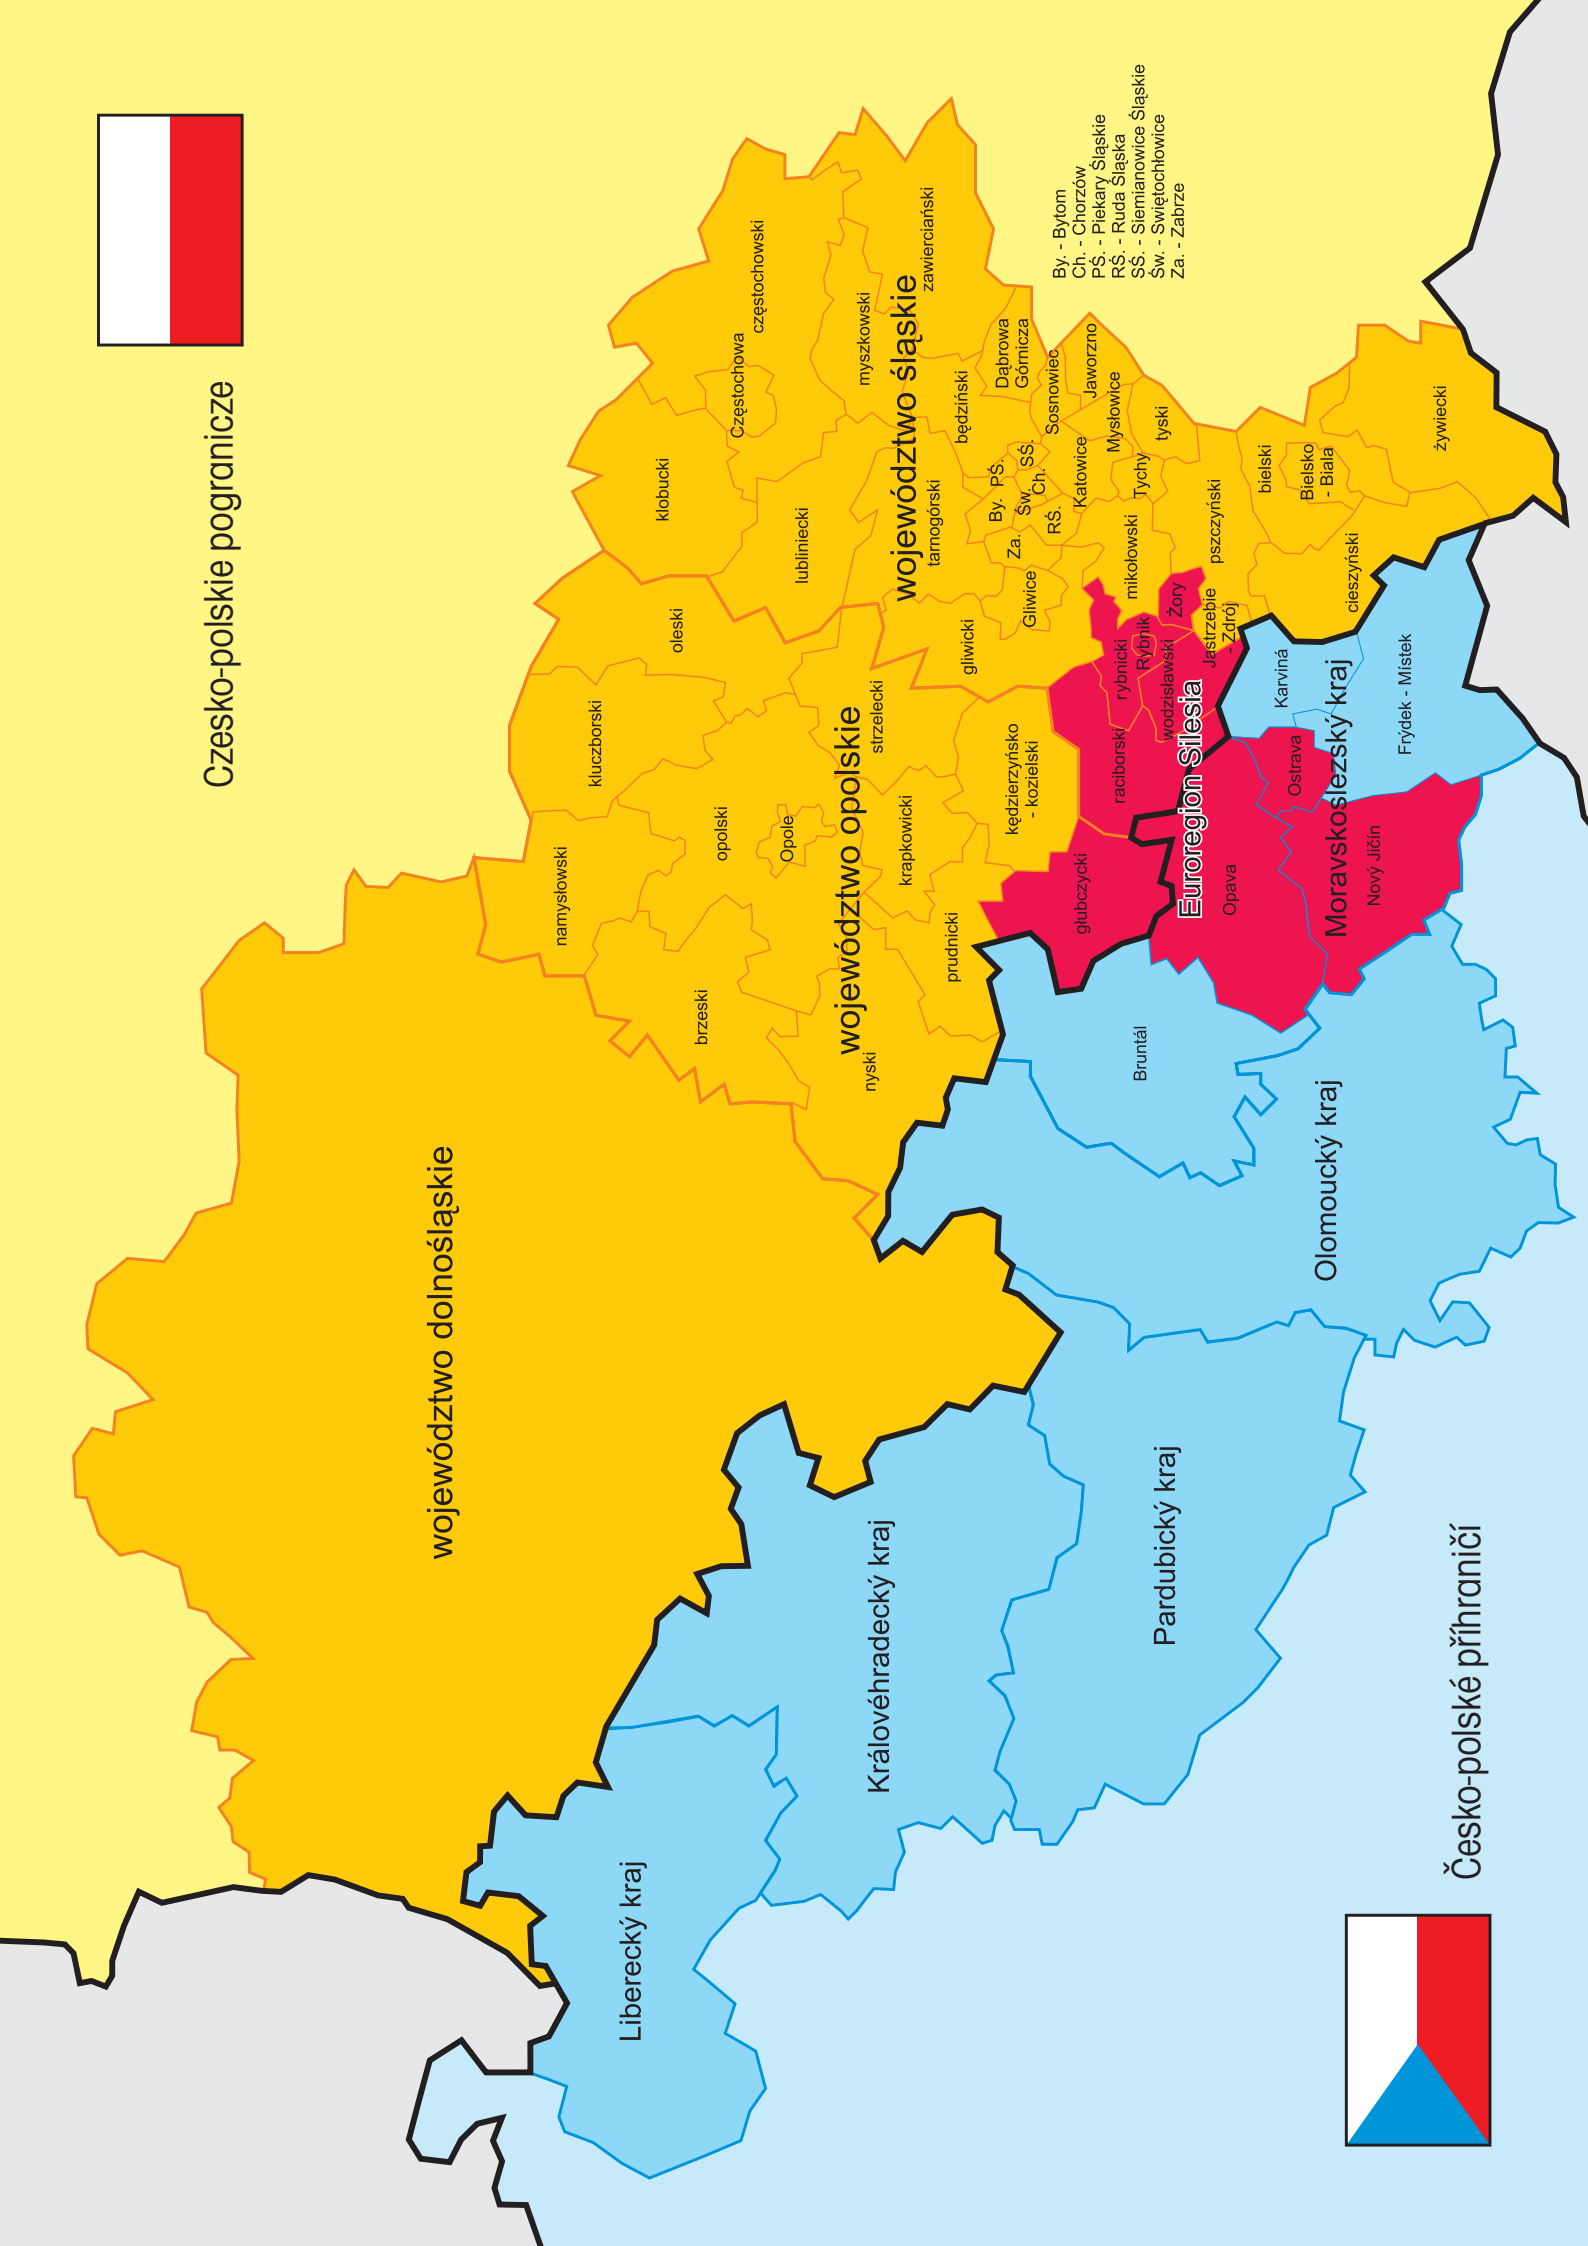 Czesko-polskie pogranicze
województwo dolnośląskie
województwo opolskie
województwo śląskie
namysłowski
kluczborski
oleski
brzeski
opolski
Opole
nyski
prudnicki
krapkowicki
strzelecki
kędzierzyńsko
- kozielski
głubczycki
klobucki
Częstochowa
częstochowski
lubliniecki
myszkowski
zawierciański
tarnogórski
będziński
Dąbrowa
Górnicza
gliwicki
Gliwice
Za.
By.
PŚ.
Św.
SŚ.
Ch.
RŚ.
Sosnowiec
Katowice
Jaworzno
Mysłowice
mikołowski
Tychy
tyski
raciborski
rybnicki
Rybnik
wodzisławski
Żory
Jastrzębie
- Zdrój
pszczyński
bielski
Bielsko
- Biala
cieszyński
żywiecki
By. - Bytom
Ch. - Chorzów
PŚ. - Piekary Śląskie
RŚ. - Ruda Śląska
SŚ. - Siemianowice Śląskie
Św. - Świętochłowice
Za. - Zabrze
Euroregion Silesia
Liberecký kraj
Královéhradecký kraj
Pardubický kraj
Olomoucký kraj
Moravskoslezský kraj
Bruntál
Opava
Ostrava
Nový Jičín
Karviná
Frýdek - Místek
Česko-polské příhraničí